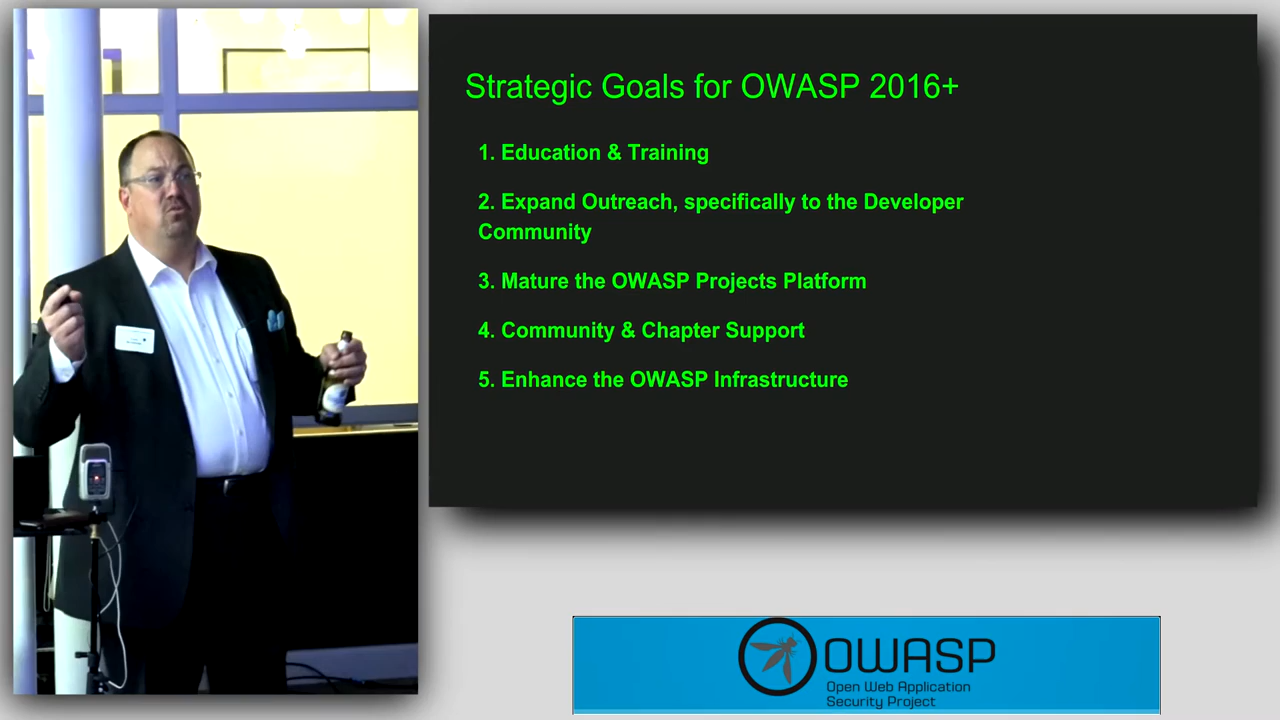 Strategic Goals for OWASP 2016+
1. Education & Training
2. Expand Outreach, specifically to the Developer
Community
3. Mature the OWASP Projects Platform
4. Community & Chapter Support
5. Enhance the OWASP Infrastructure
OWASP
Open Web Application
Security Project